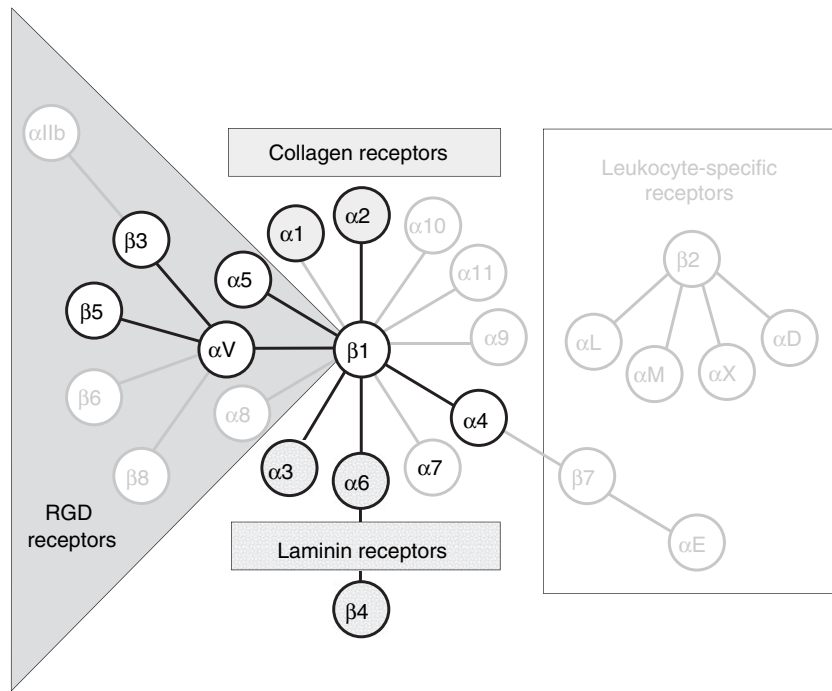 αIIb
Collagen receptors
Leukocyte-specific
receptors
α1
α2
α10
β3
α5
α11
β2
β5
αV
β1
α9
αL
αM
αX
αD
β6
α8
α4
β8
α3
α6
α7
β7
RGD
receptors
Laminin receptors
αE
β4